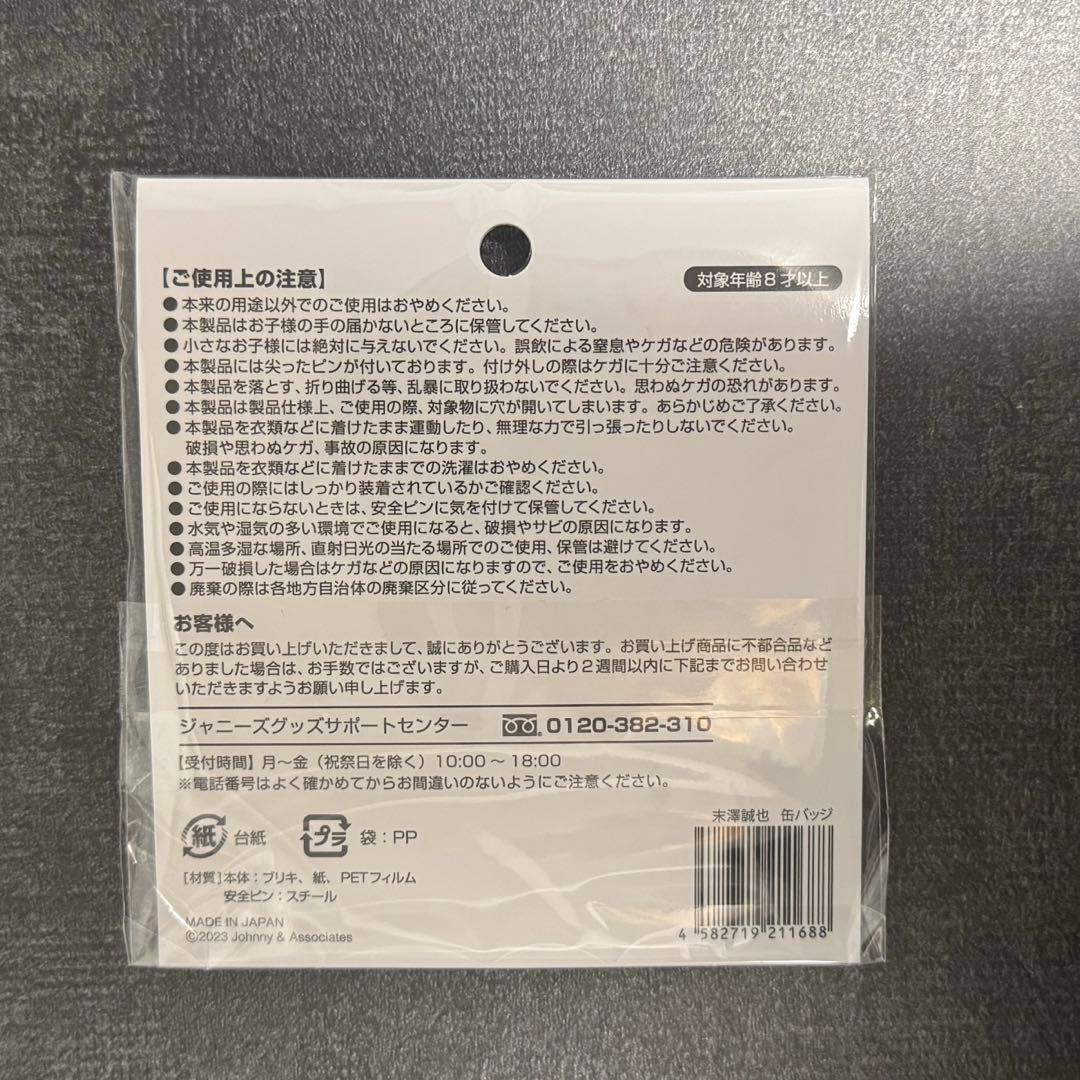 【ご使用上の注意】
対象年齢8才以上
●本来の用途以外でのご使用はおやめください。
●本製品はお子様の手の届かないところに保管してください。
●小さなお子様には絶対に与えないでください。誤飲による窒息やケガなどの危険があります。
●本製品には尖ったピンが付いております。付け外しの際はケガに十分ご注意ください。
●本製品を落とす、折り曲げる等、乱暴に取り扱わないでください。思わぬケガの恐れがあります。
●本製品は製品仕様上、ご使用の際、対象物に穴が開いてしまいます。あらかじめご了承ください。
●本製品を衣類などに着けたまま運動したり、無理な力で引っ張ったりしないでください。
破損や思わぬケガ、事故の原因になります。
●本製品を衣類などに着けたままでの洗濯はおやめください。
●ご使用の際にはしっかり装着されているかご確認ください。
●ご使用にならないときは、安全ピンに気を付けて保管してください。
●水気や湿気の多い環境でご使用になると、破損やサビの原因になります。
●高温多湿な場所、直射日光の当たる場所でのご使用、保管は避けてください。
●万一破損した場合はケガなどの原因になりますので、ご使用をおやめください。
●廃棄の際は各地方自治体の廃棄区分に従ってください。
お客様へ
この度はお買い上げいただきまして、誠にありがとうございます。お買い上げ商品に不都合品など
ありました場合は、お手数ではございますが、ご購入日より2週間以内に下記までお問い合わせ
いただきますようお願い申し上げます。
ジャニーズグッズサポートセンター 0120-382-310
【受付時間】月～金（祝祭日を除く）10:00～18:00
※電話番号はよく確かめてからお間違いのないようにご注意ください。
紙 台紙 プラ 袋：PP
末澤誠也 缶バッジ
[材質]本体：ブリキ、紙、PETフィルム
安全ピン：スチール
MADE IN JAPAN
©2023 Johnny & Associates
4 582719 211688